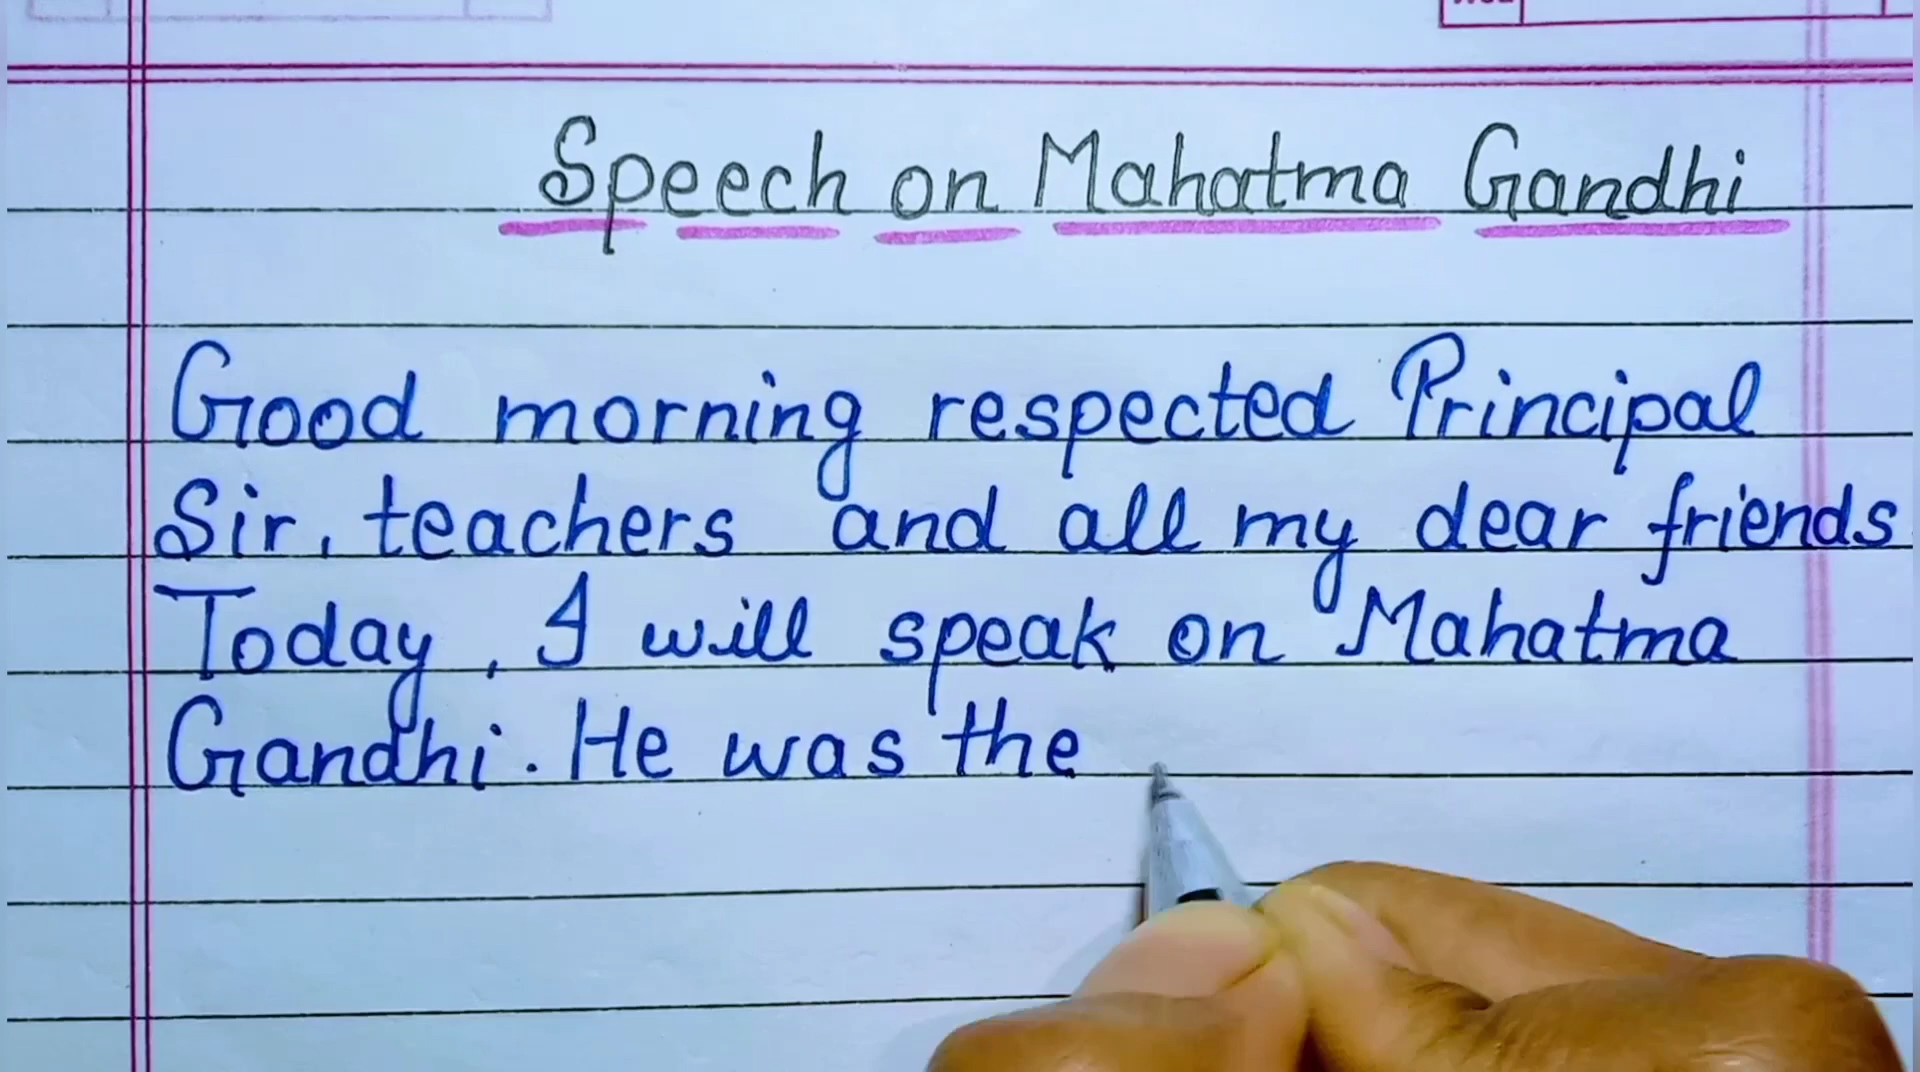 Speech on Mahatma Gandhi
Good morning respected Principal
Sir, teachers and all my dear friends
Today, I will speak on Mahatma
Gandhi. He was the